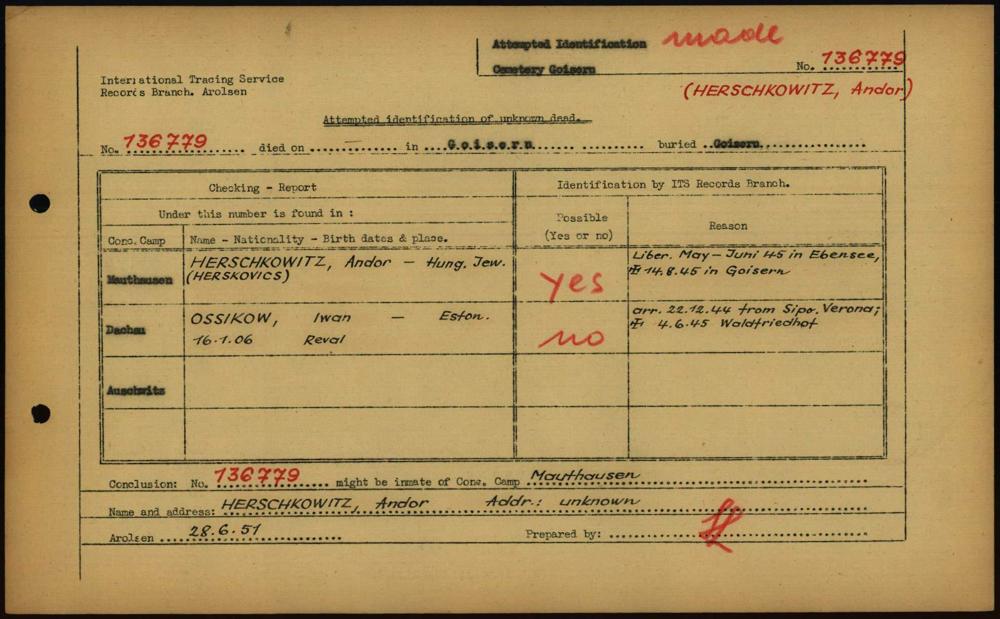 Attempted Identification made
Cemetery Goisern
No. 136779
(HERSCHKOWITZ, Andor)
International Tracing Service
Records Branch. Arolsen
Attempted identification of unknown dead.
No. 136779 died on — in Goisern buried Goisern
Checking - Report
Identification by ITS Records Branch.
Under this number is found in :
Possible
(Yes or no)
Reason
Conc. Camp
Name - Nationality - Birth dates & place.
Mauthausen
HERSCHKOWITZ, Andor — Hung. Jew.
(HERSKOVICS)
yes
Liber. May - Juni 45 in Ebensee,
14.8.45 in Goisern
Dachau
OSSIKOW, Iwan — Eston.
16.1.06 Reval
no
arr. 22.12.44 from Sipo. Verona;
4.6.45 Waldfriedhof
Auschwitz
Conclusion: No. 136779 might be inmate of Conc. Camp Mauthausen
Name and address: HERSCHKOWITZ, Andor Addr.: unknown
Arolsen 28.6.51 Prepared by: